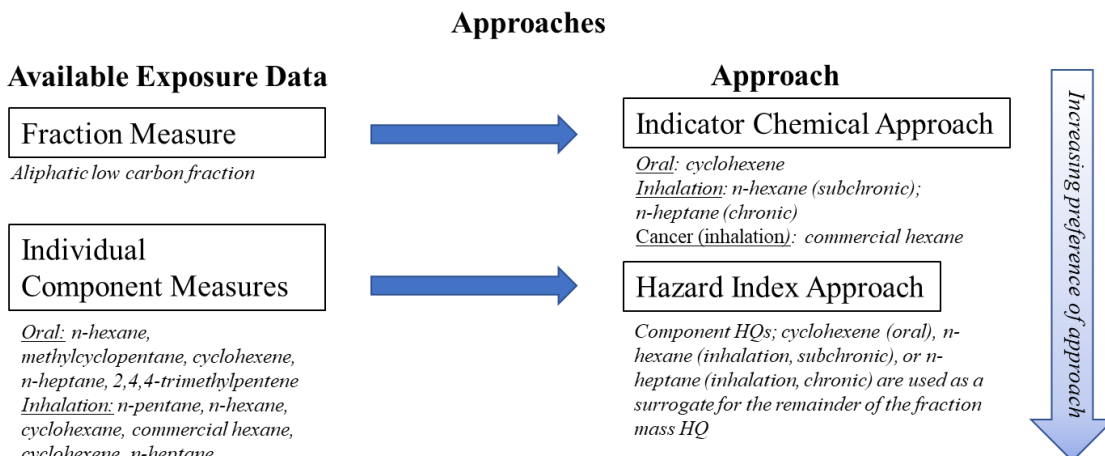 Approaches
Available Exposure Data
Fraction Measure
Aliphatic low carbon fraction
Individual
Component Measures
Oral: n-hexane,
methylcyclopentane, cyclohexene,
n-heptane, 2,4,4-trimethylpentene
Inhalation: n-pentane, n-hexane,
cyclohexane, commercial hexane,
cyclohexene, n-heptane
Approach
Indicator Chemical Approach
Oral: cyclohexene
Inhalation: n-hexane (subchronic);
n-heptane (chronic)
Cancer (inhalation): commercial hexane
Hazard Index Approach
Component HQs; cyclohexene (oral), n-
hexane (inhalation, subchronic), or n-
heptane (inhalation, chronic) are used as a
surrogate for the remainder of the fraction
mass HQ
Increasing preference of approach